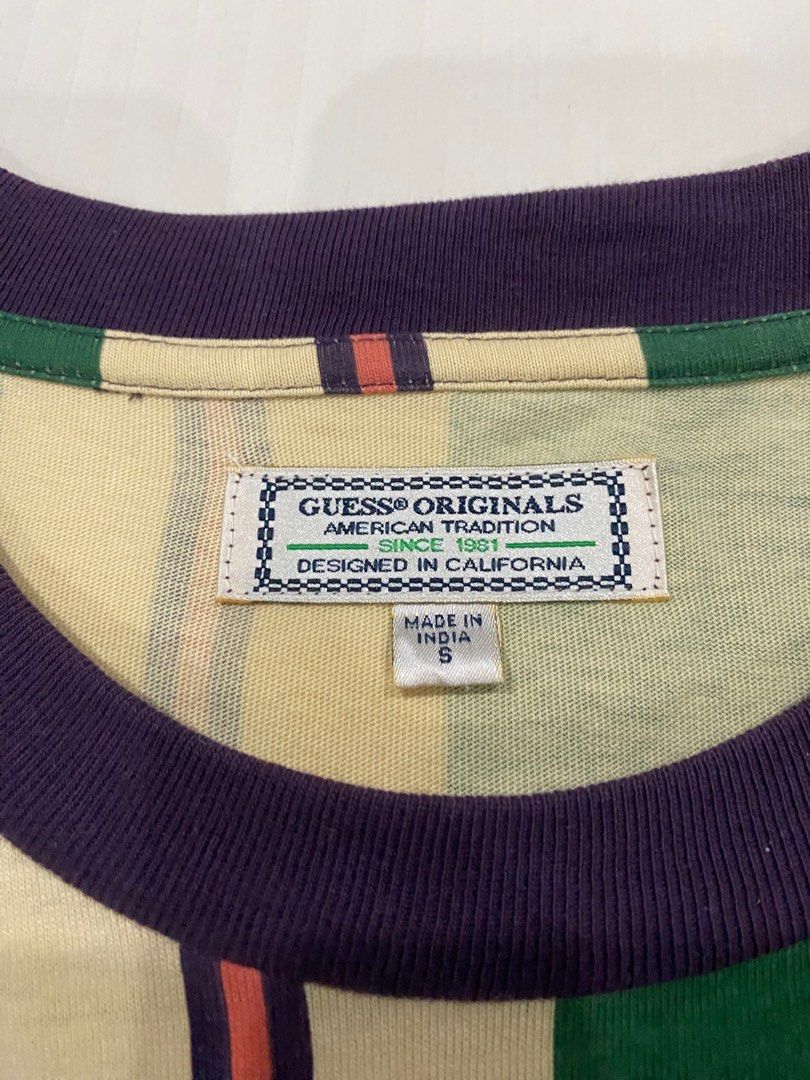 GUESS® ORIGINALS
AMERICAN TRADITION
SINCE 1981
DESIGNED IN CALIFORNIA
MADE IN
INDIA
S